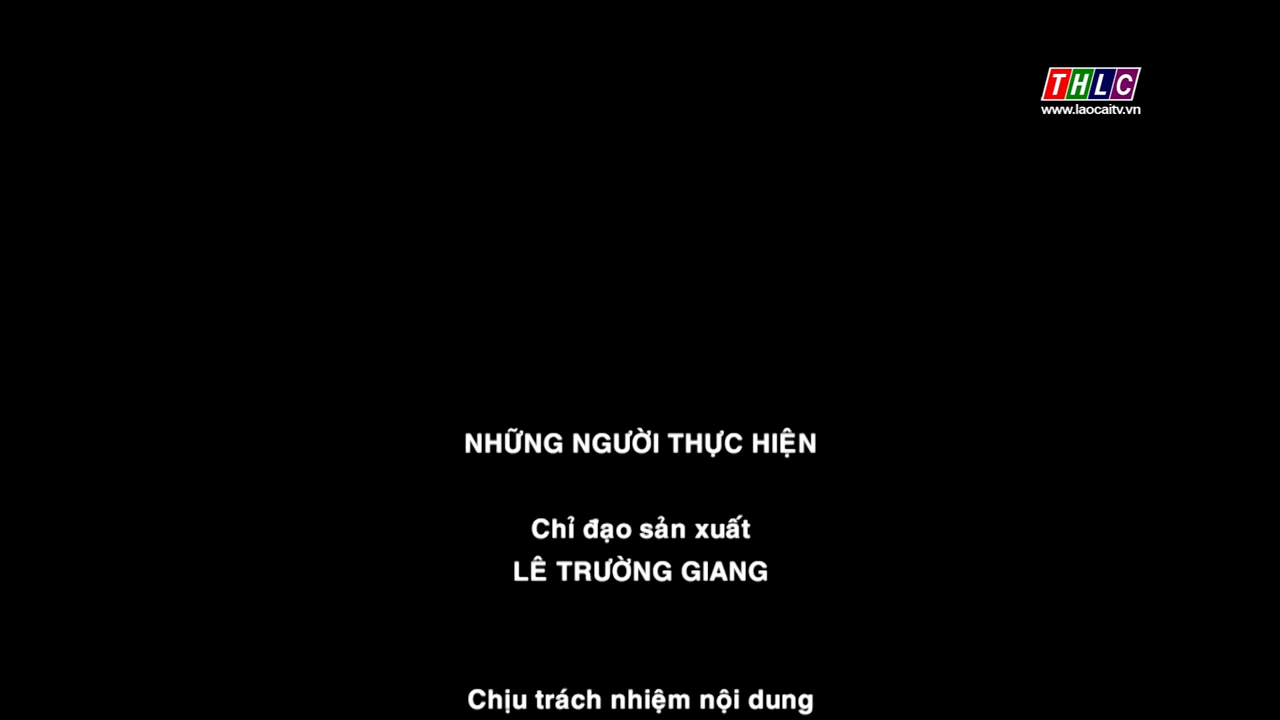 THLC
www.laocaitv.vn
NHỮNG NGƯỜI THỰC HIỆN
Chỉ đạo sản xuất
LÊ TRƯỜNG GIANG
Chịu trách nhiệm nội dung